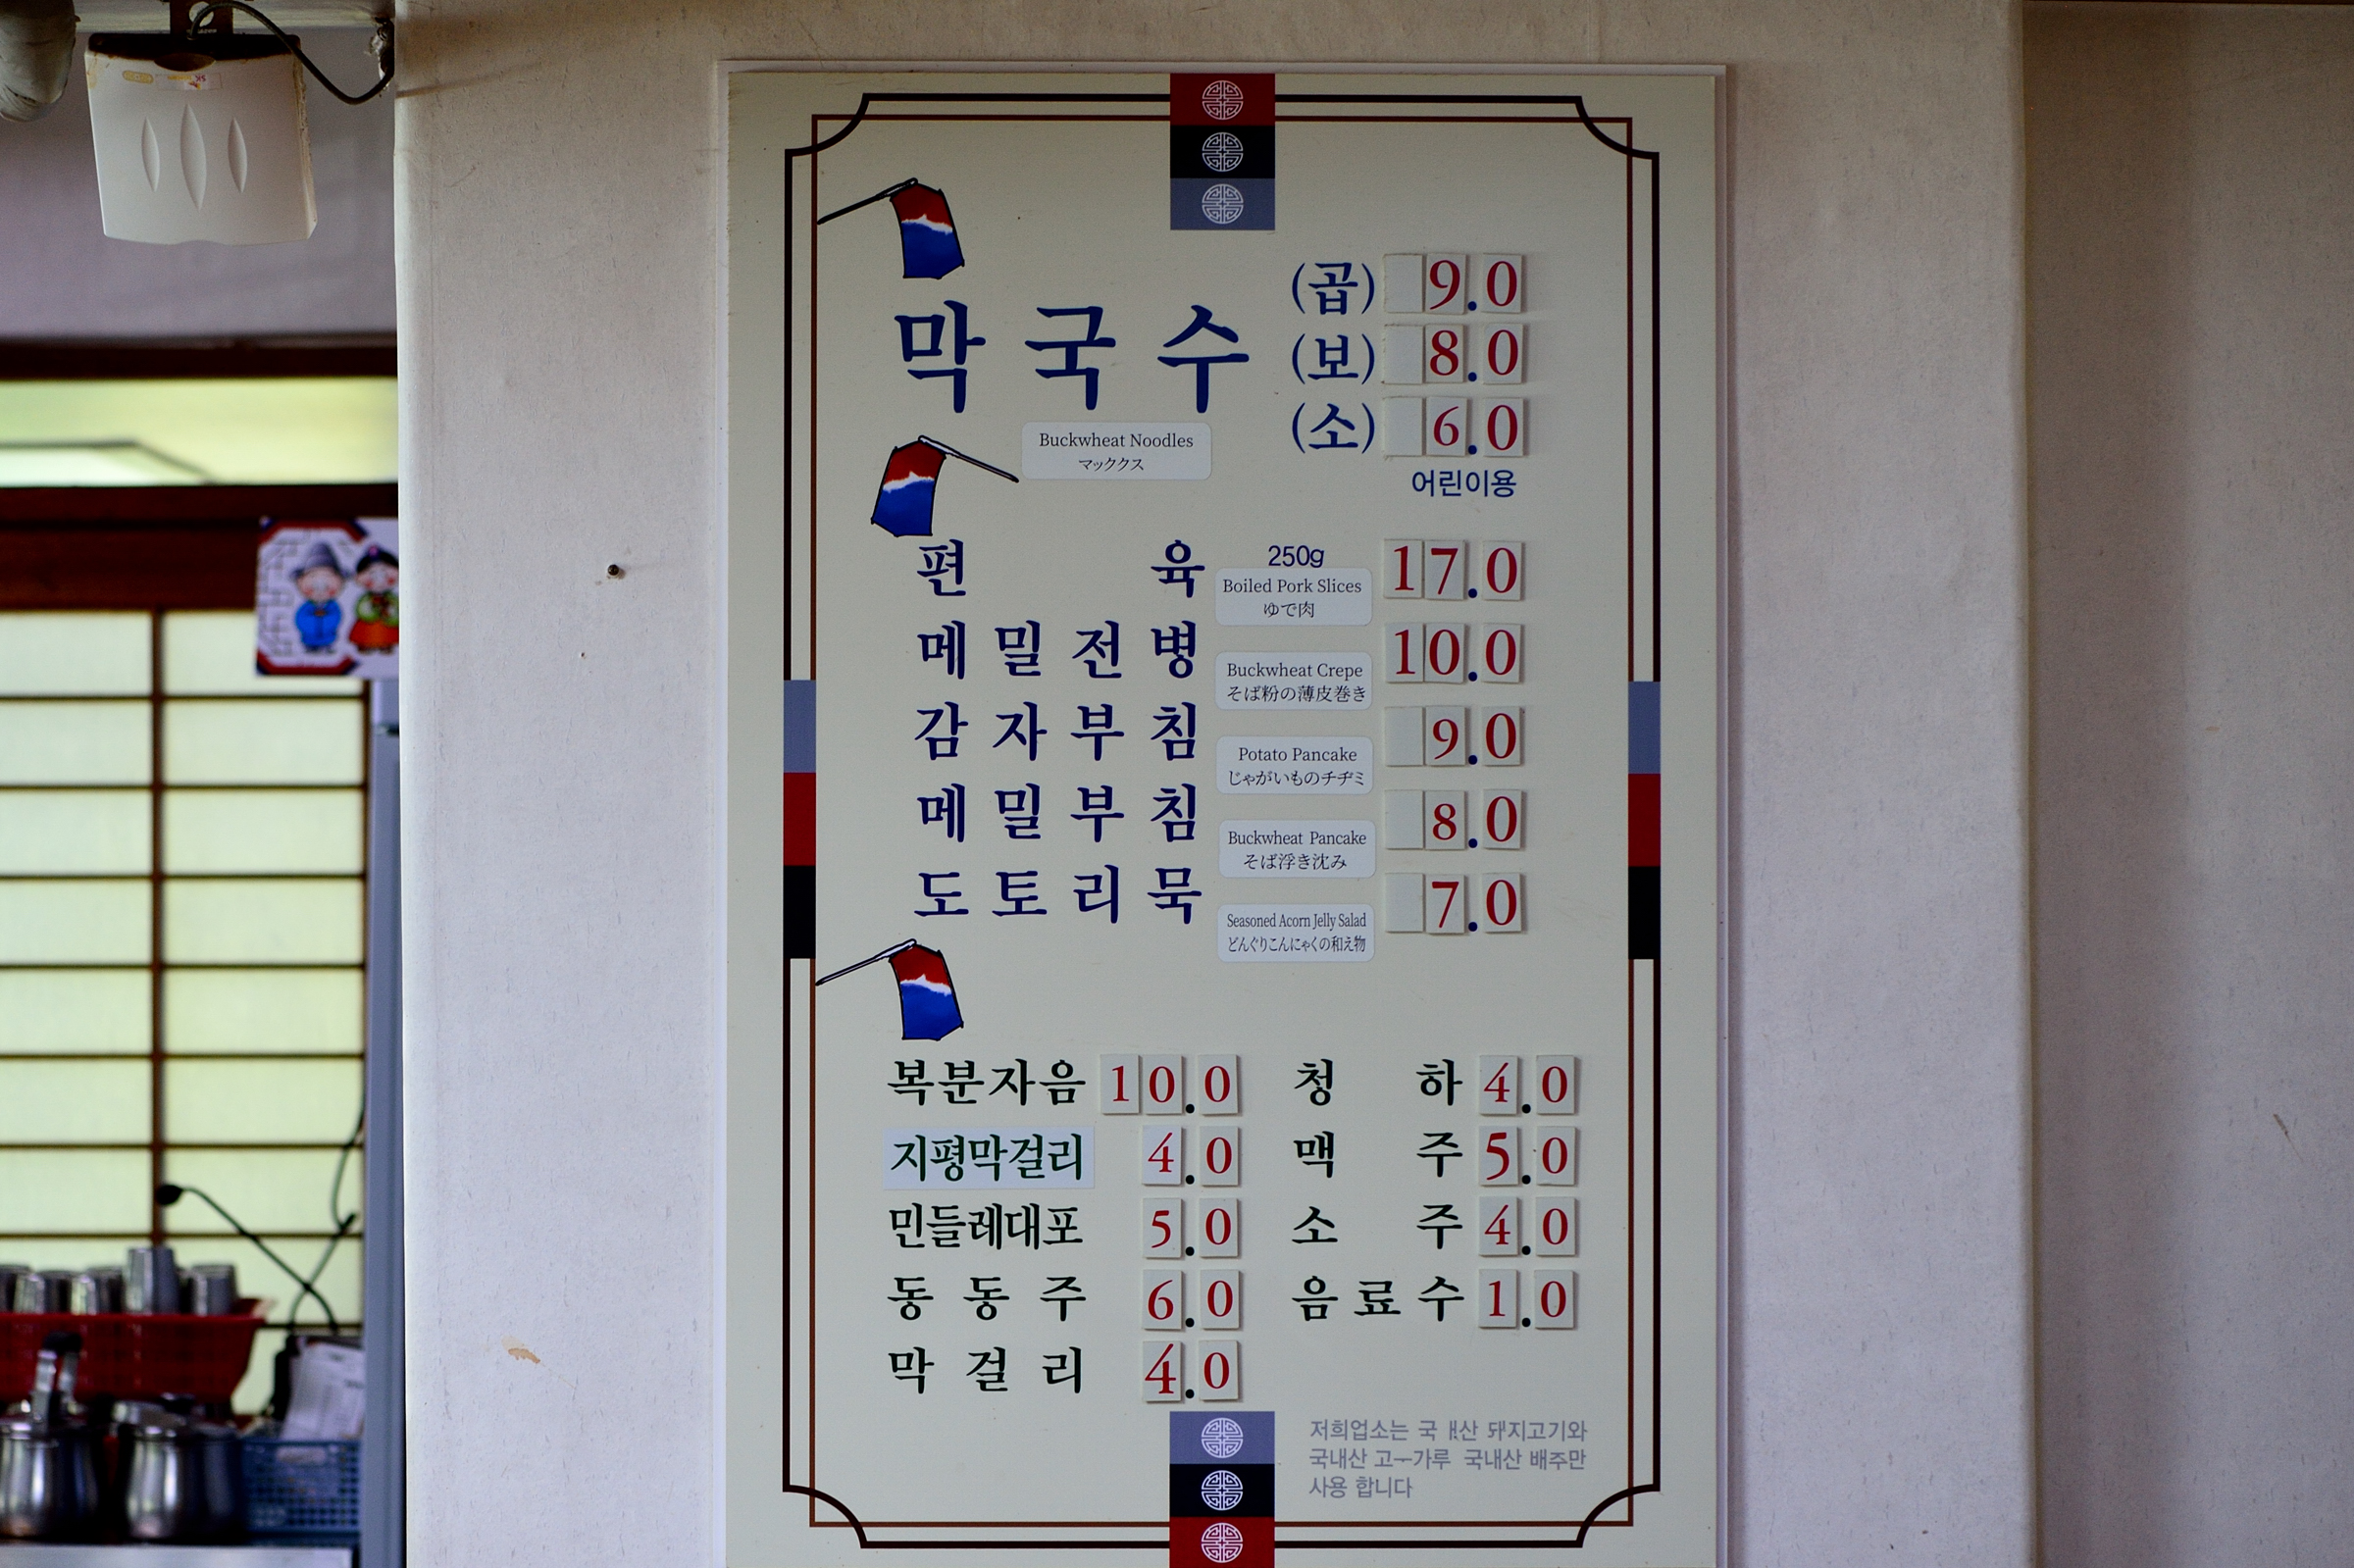 막국수
(곱) 9.0
(보) 8.0
(소) 6.0
어린이용
Buckwheat Noodles
マッククス
편육 250g 17.0
Boiled Pork Slices
ゆで肉
메밀전병 10.0
Buckwheat Crepe
そば粉の薄皮巻き
감자부침 9.0
Potato Pancake
じゃがいものチヂミ
메밀부침 8.0
Buckwheat Pancake
そば浮き沈み
도토리묵 7.0
Seasoned Acorn Jelly Salad
どんぐりこんにゃくの和え物
복분자음 10.0 청하 4.0
지평막걸리 4.0 맥주 5.0
민들레대포 5.0 소주 4.0
동동주 6.0 음료수 1.0
막걸리 4.0
저희업소는 국 산 돼지고기와
국내산 가루 국내산 배주만
사용 합니다